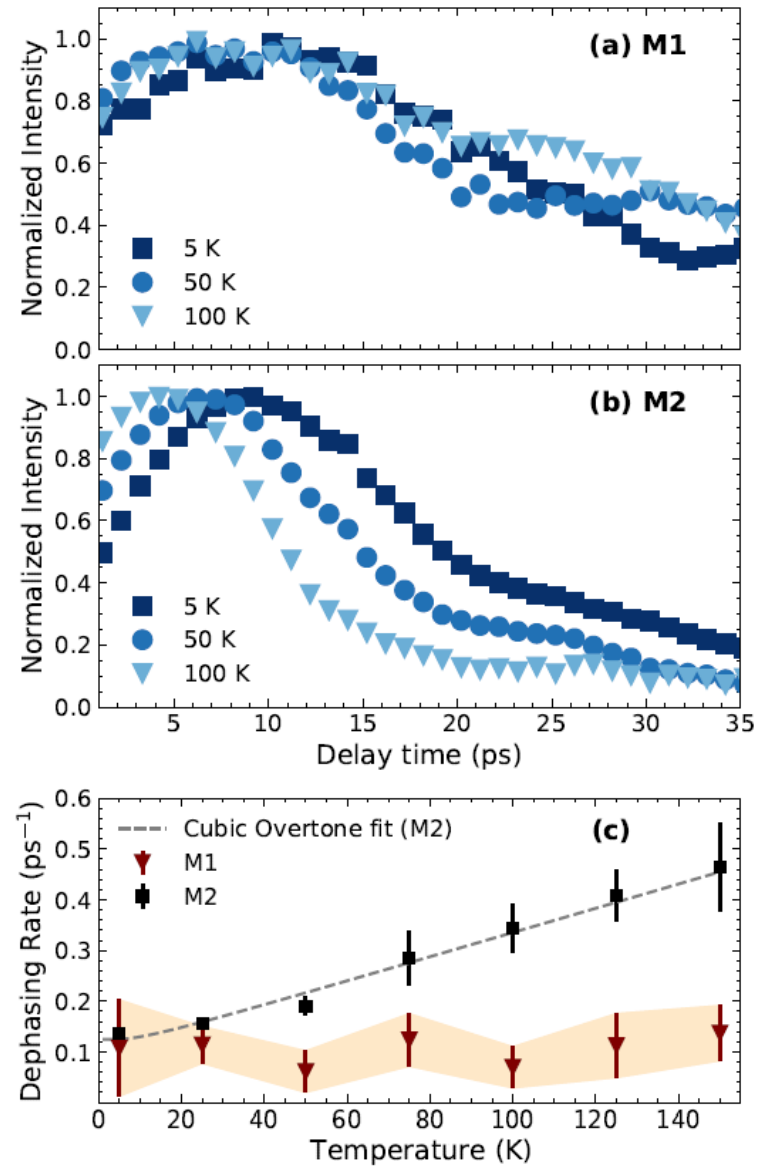 (a) M1
Normalized Intensity
1.0
0.8
0.6
0.4
0.2
0.0
5 K
50 K
100 K
(b) M2
Normalized Intensity
1.0
0.8
0.6
0.4
0.2
0.0
5 K
50 K
100 K
5 10 15 20 25 30 35
Delay time (ps)
(c)
Dephasing Rate (ps⁻¹)
0.6
0.5
0.4
0.3
0.2
0.1
Cubic Overtone fit (M2)
M1
M2
0 20 40 60 80 100 120 140
Temperature (K)